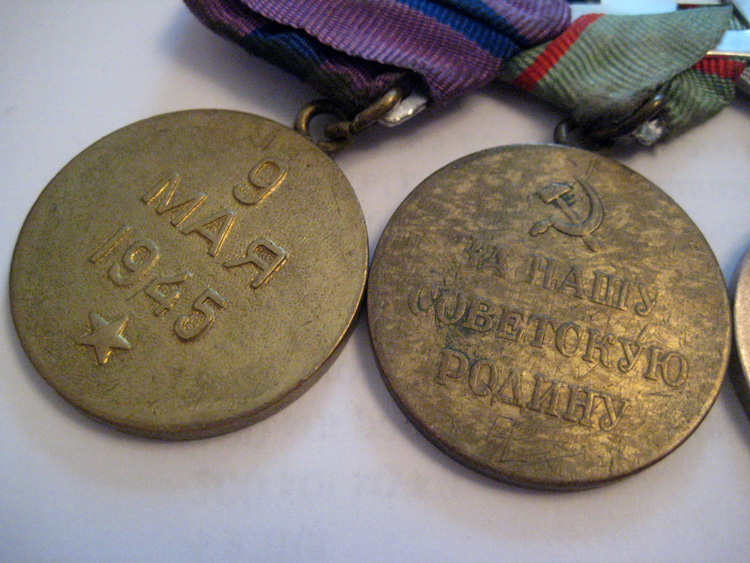 9
МАЯ
1945
ЗА НАШУ
СОВЕТСКУЮ
РОДИНУ